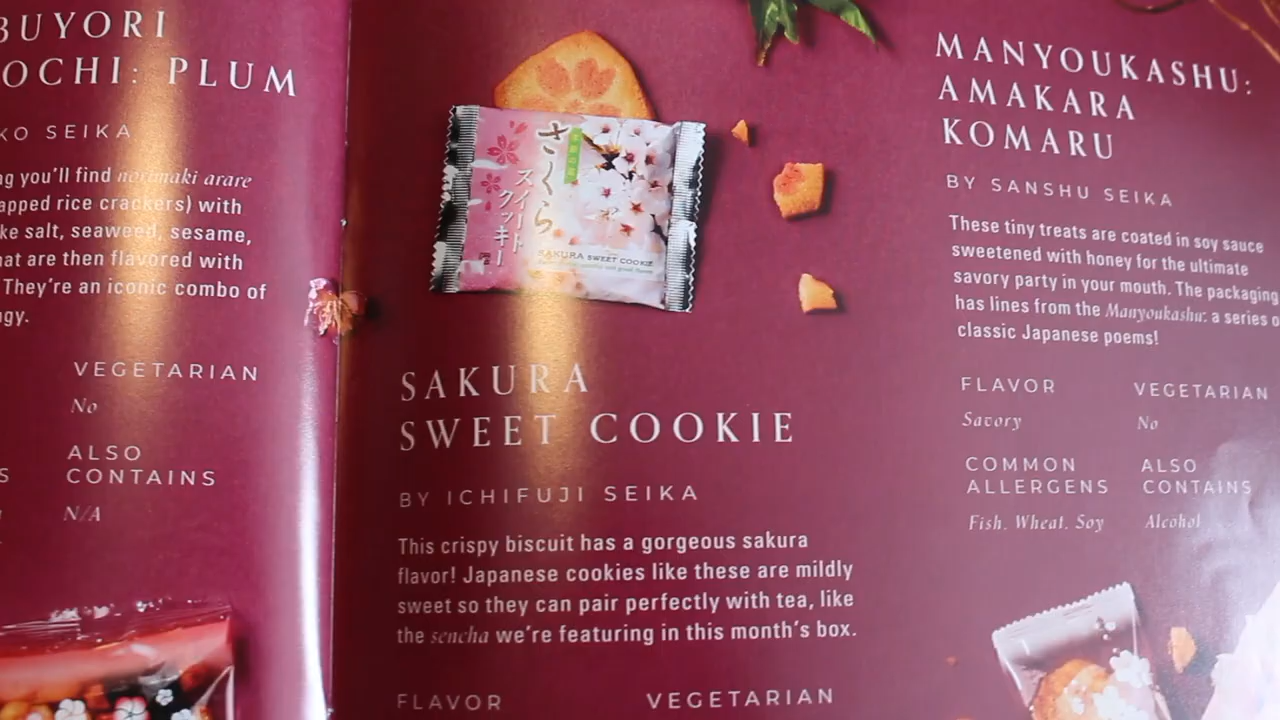 BUYORI
OCHI: PLUM
KO SEIKA
ng you'll find norimaki arare
apped rice crackers) with
ke salt, seaweed, sesame,
hat are then flavored with
They're an iconic combo of
gy.
VEGETARIAN
No
ALSO
CONTAINS
N/A
さくら
スイート
クッキー
SAKURA SWEET COOKIE
SAKURA
SWEET COOKIE
BY ICHIFUJI SEIKA
This crispy biscuit has a gorgeous sakura
flavor! Japanese cookies like these are mildly
sweet so they can pair perfectly with tea, like
the sencha we're featuring in this month's box.
FLAVOR
VEGETARIAN
MANYOUKASHU:
AMAKARA
KOMARU
BY SANSHU SEIKA
These tiny treats are coated in soy sauce
sweetened with honey for the ultimate
savory party in your mouth. The packaging
has lines from the Manyoukashu: a series o
classic Japanese poems!
FLAVOR
Savory
VEGETARIAN
No
COMMON
ALLERGENS
Fish, Wheat, Soy
ALSO
CONTAINS
Alcohol